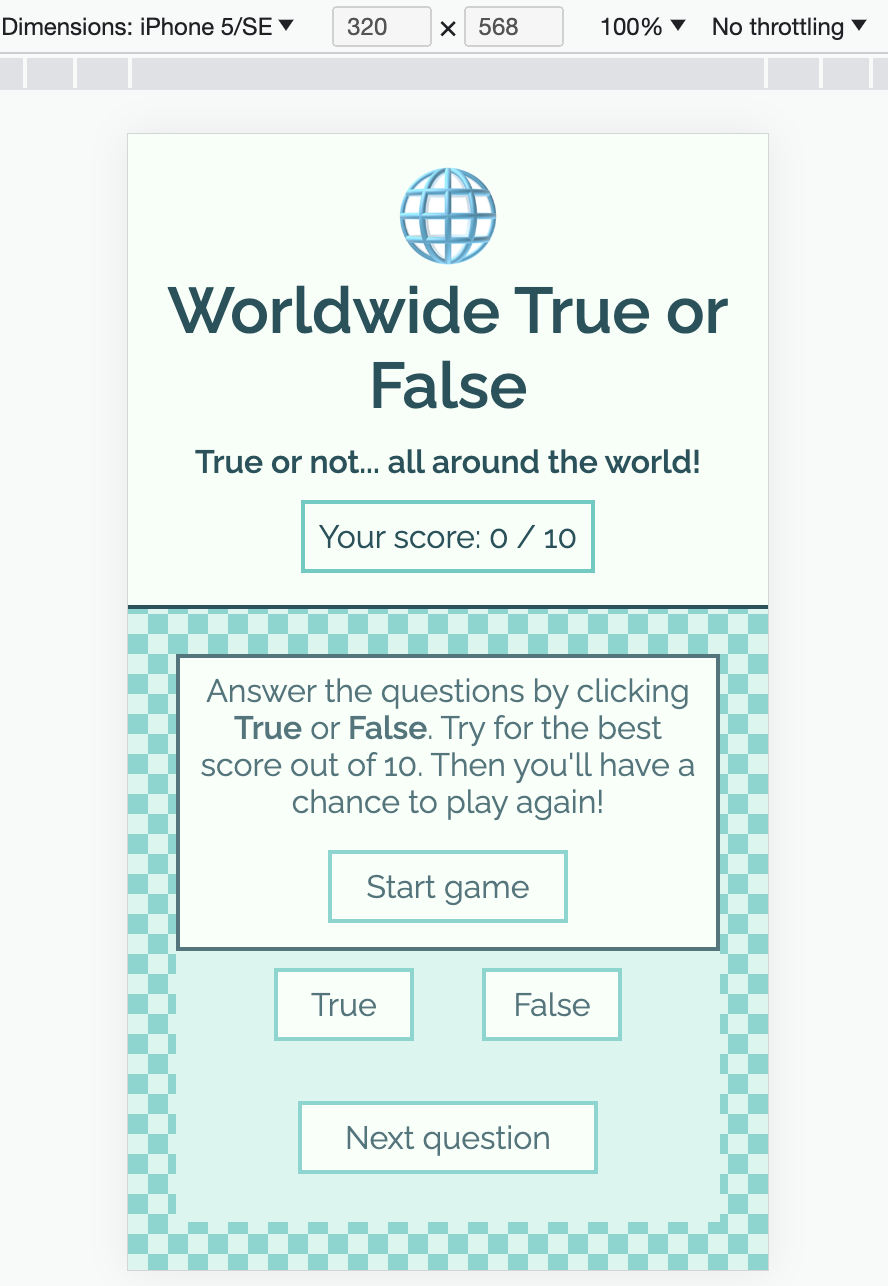 Dimensions: iPhone 5/SE 320 × 568 100% No throttling
Worldwide True or
False
True or not... all around the world!
Your score: 0 / 10
Answer the questions by clicking
True or False. Try for the best
score out of 10. Then you'll have a
chance to play again!
Start game
True False
Next question